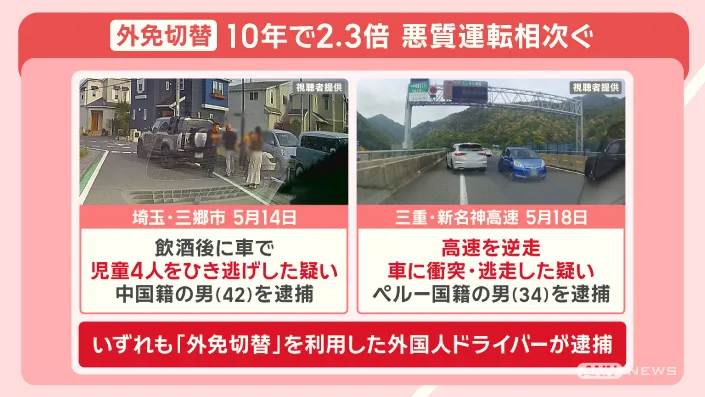 外免切替 10年で2.3倍 悪質運転相次ぐ
視聴者提供
埼玉・三郷市 5月14日
飲酒後に車で
児童4人をひき逃げした疑い
中国籍の男(42)を逮捕
視聴者提供
三重・新名神高速 5月18日
高速を逆走
車に衝突・逃走した疑い
ペルー国籍の男(34)を逮捕
いずれも「外免切替」を利用した外国人ドライバーが逮捕
ANN NEWS